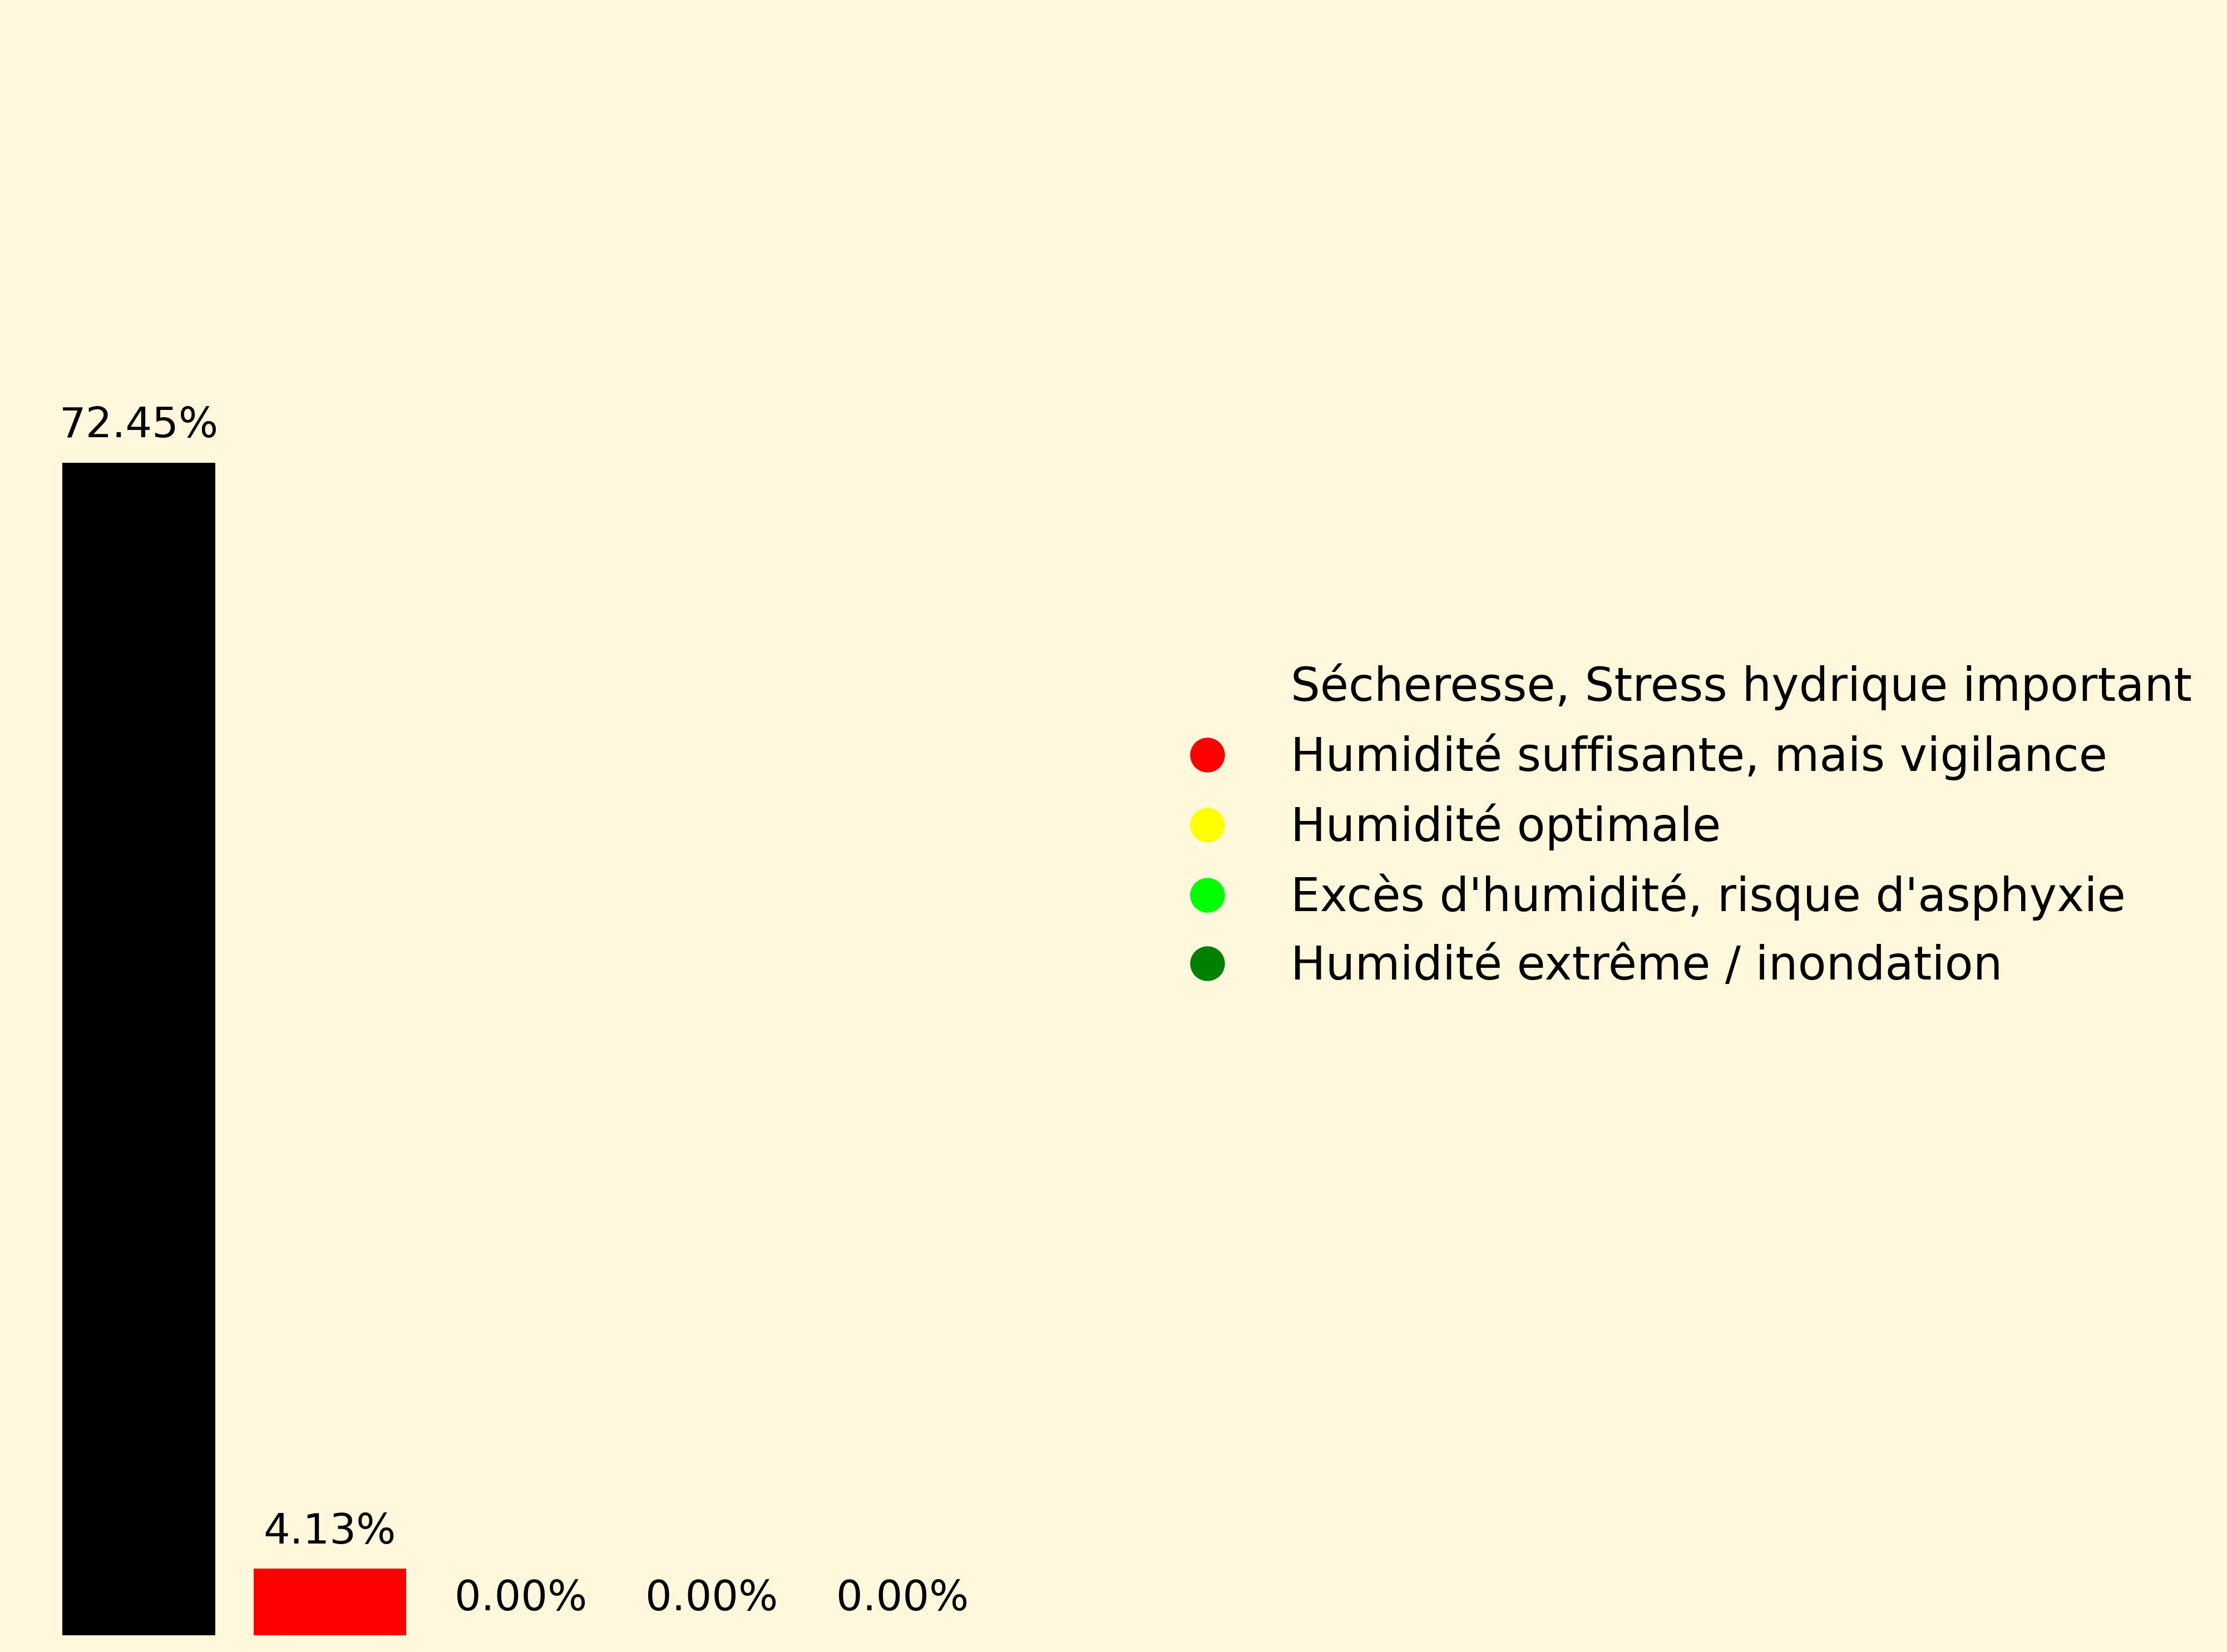 72.45%
4.13%
0.00%
0.00%
0.00%
Sécheresse, Stress hydrique important
Humidité suffisante, mais vigilance
Humidité optimale
Excès d'humidité, risque d'asphyxie
Humidité extrême / inondation